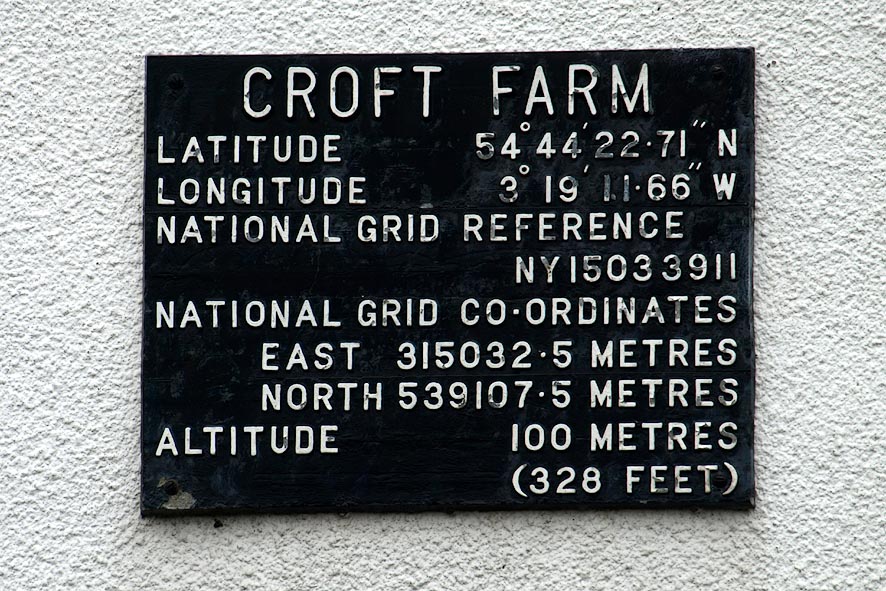 CROFT FARM
LATITUDE 54° 44′ 22·71″ N
LONGITUDE 3° 19′ 11·66″ W
NATIONAL GRID REFERENCE
NY15033911
NATIONAL GRID CO-ORDINATES
EAST 315032·5 METRES
NORTH 539107·5 METRES
ALTITUDE 100 METRES
(328 FEET)